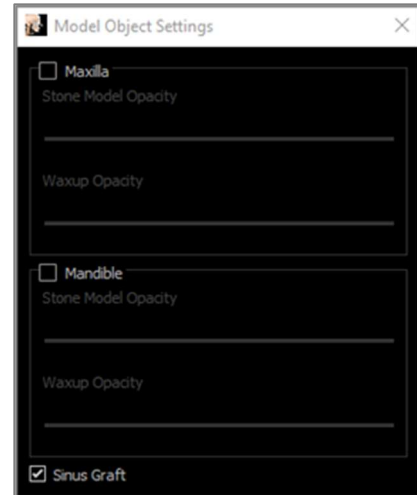 Model Object Settings
Maxilla
Stone Model Opacity
Waxup Opacity
Mandible
Stone Model Opacity
Waxup Opacity
Sinus Graft